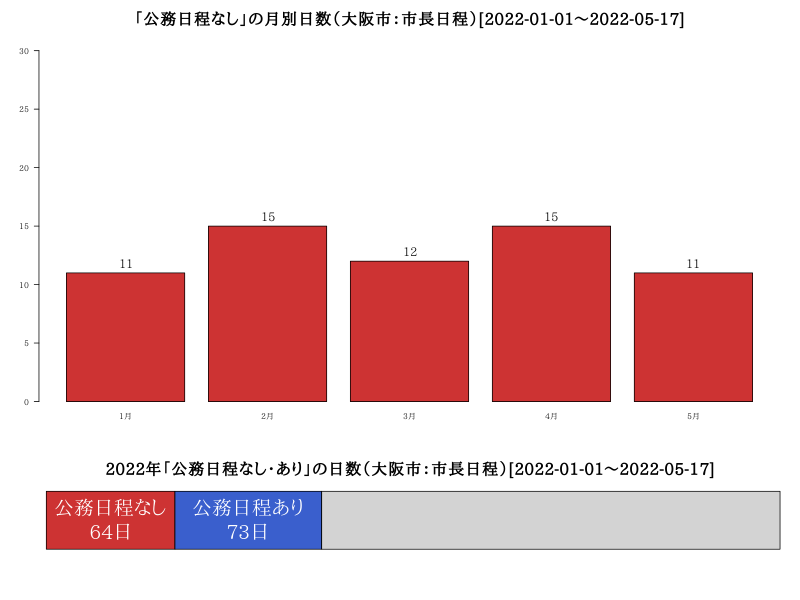 「公務日程なし」の月別日数（大阪市：市長日程）[2022-01-01～2022-05-17]
30
25
20
15
10
5
0
11
15
12
15
11
1月
2月
3月
4月
5月
2022年「公務日程なし・あり」の日数（大阪市：市長日程）[2022-01-01～2022-05-17]
公務日程なし
64日
公務日程あり
73日